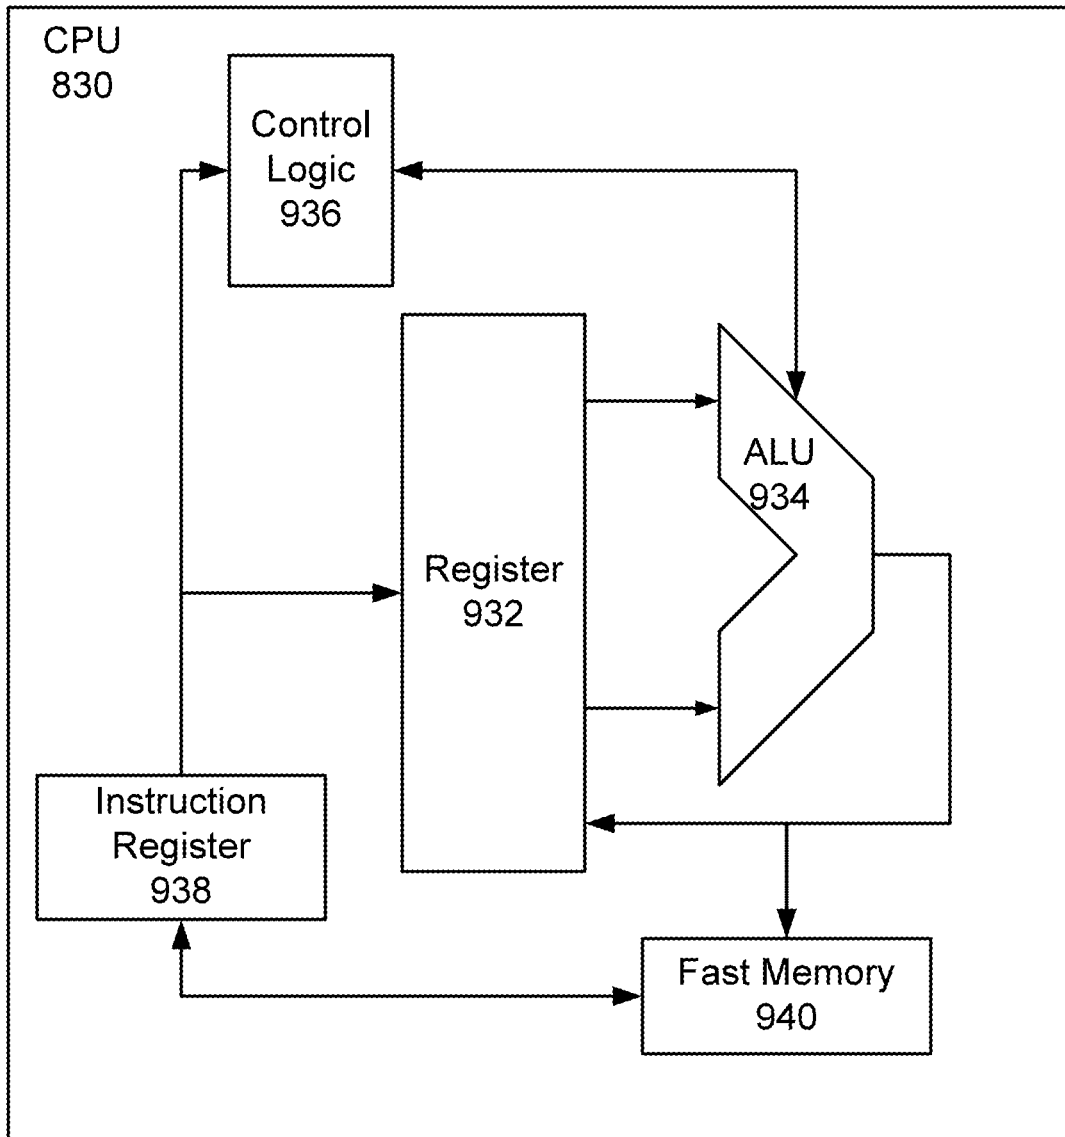 CPU
830
Control
Logic
936
ALU
934
Register
932
Instruction
Register
938
Fast Memory
940